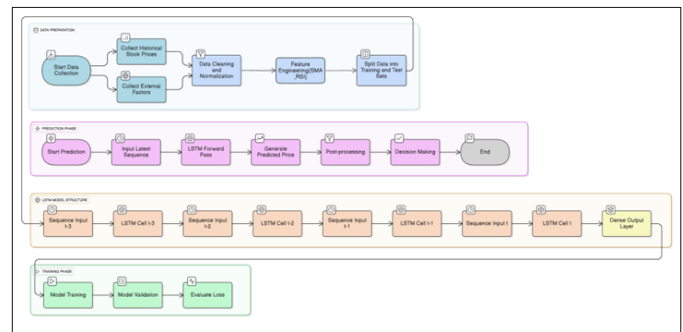 DATA PREPARATION
Start Data
Collection
Collect Historical
Stock Prices
Collect External
Factors
Data Cleaning
and
Normalization
Feature
Engineering(SMA
,RSI)
Split Data into
Training and Test
Sets
PREDICTION PHASE
Start Prediction
Input Latest
Sequence
LSTM Forward
Pass
Generate
Predicted Price
Post-processing
Decision Making
End
LSTM MODEL STRUCTURE
Sequence Input
t-3
LSTM Cell t-3
Sequence Input
t-2
LSTM Cell t-2
Sequence Input
t-1
LSTM Cell t-1
Sequence Input t
LSTM Cell t
Dense Output
Layer
TRAINING PHASE
Model Training
Model Validation
Evaluate Loss